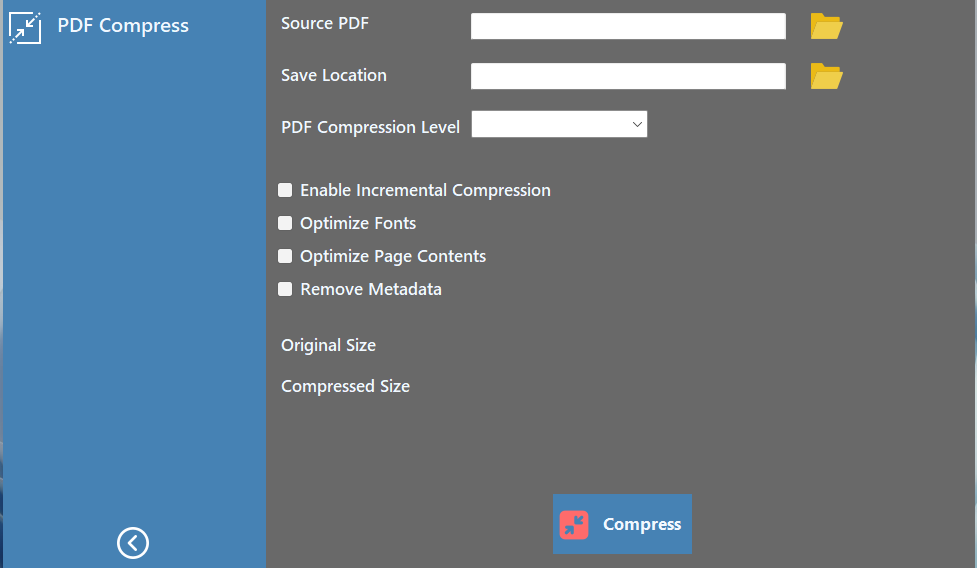 PDF Compress
Source PDF
Save Location
PDF Compression Level
Enable Incremental Compression
Optimize Fonts
Optimize Page Contents
Remove Metadata
Original Size
Compressed Size
Compress